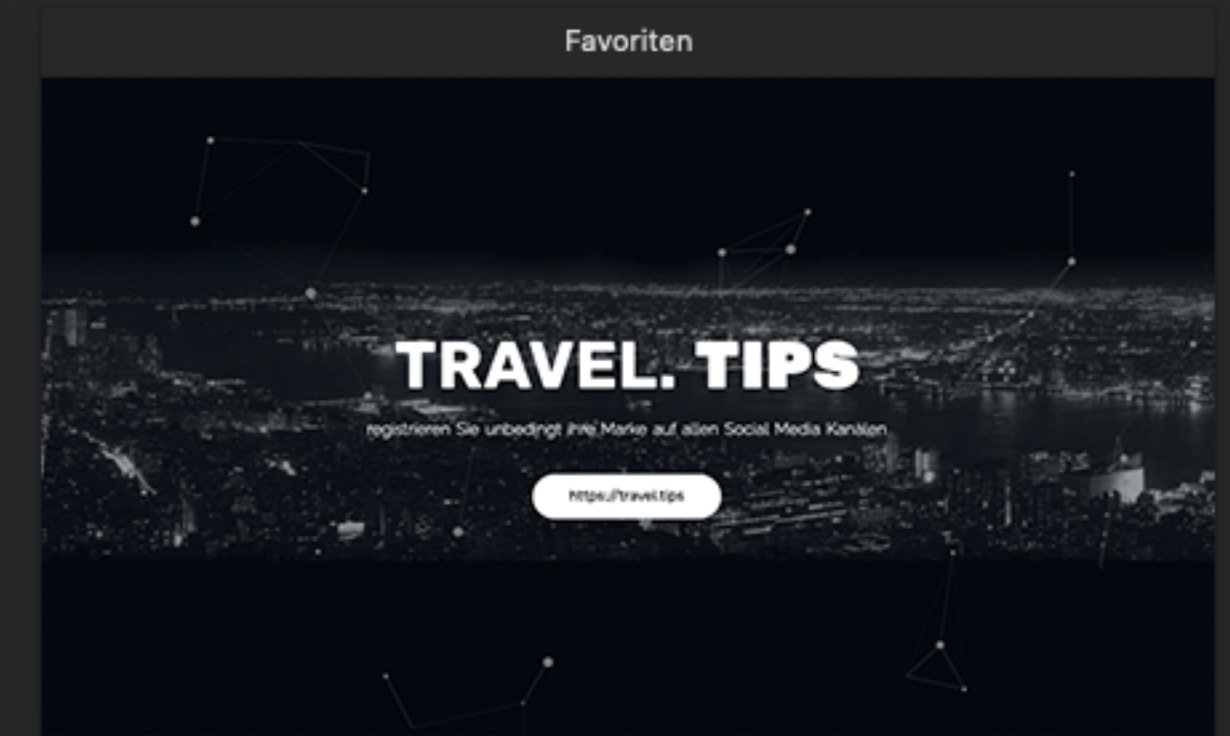 Favoriten
TRAVEL. TIPS
registrieren Sie unbedingt ihre Marke auf allen Social Media Kanälen
https://travel.tips